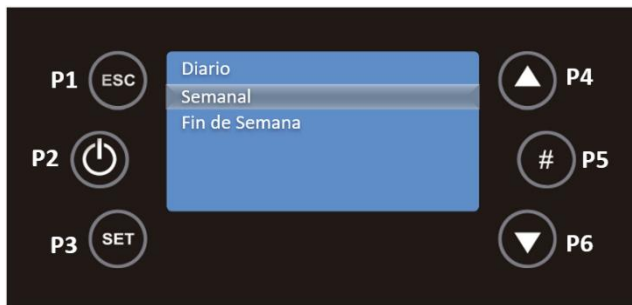 P1 ESC
Diario
Semanal
Fin de Semana
P4
P2
# P5
P3 SET
P6